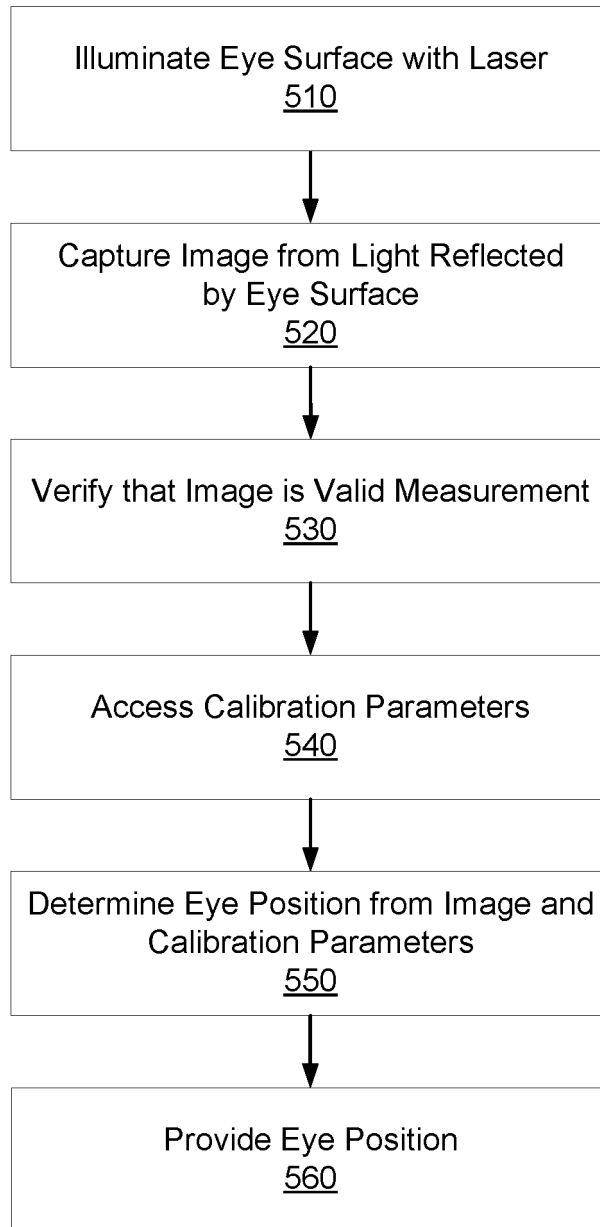 Illuminate Eye Surface with Laser
510
Capture Image from Light Reflected
by Eye Surface
520
Verify that Image is Valid Measurement
530
Access Calibration Parameters
540
Determine Eye Position from Image and
Calibration Parameters
550
Provide Eye Position
560